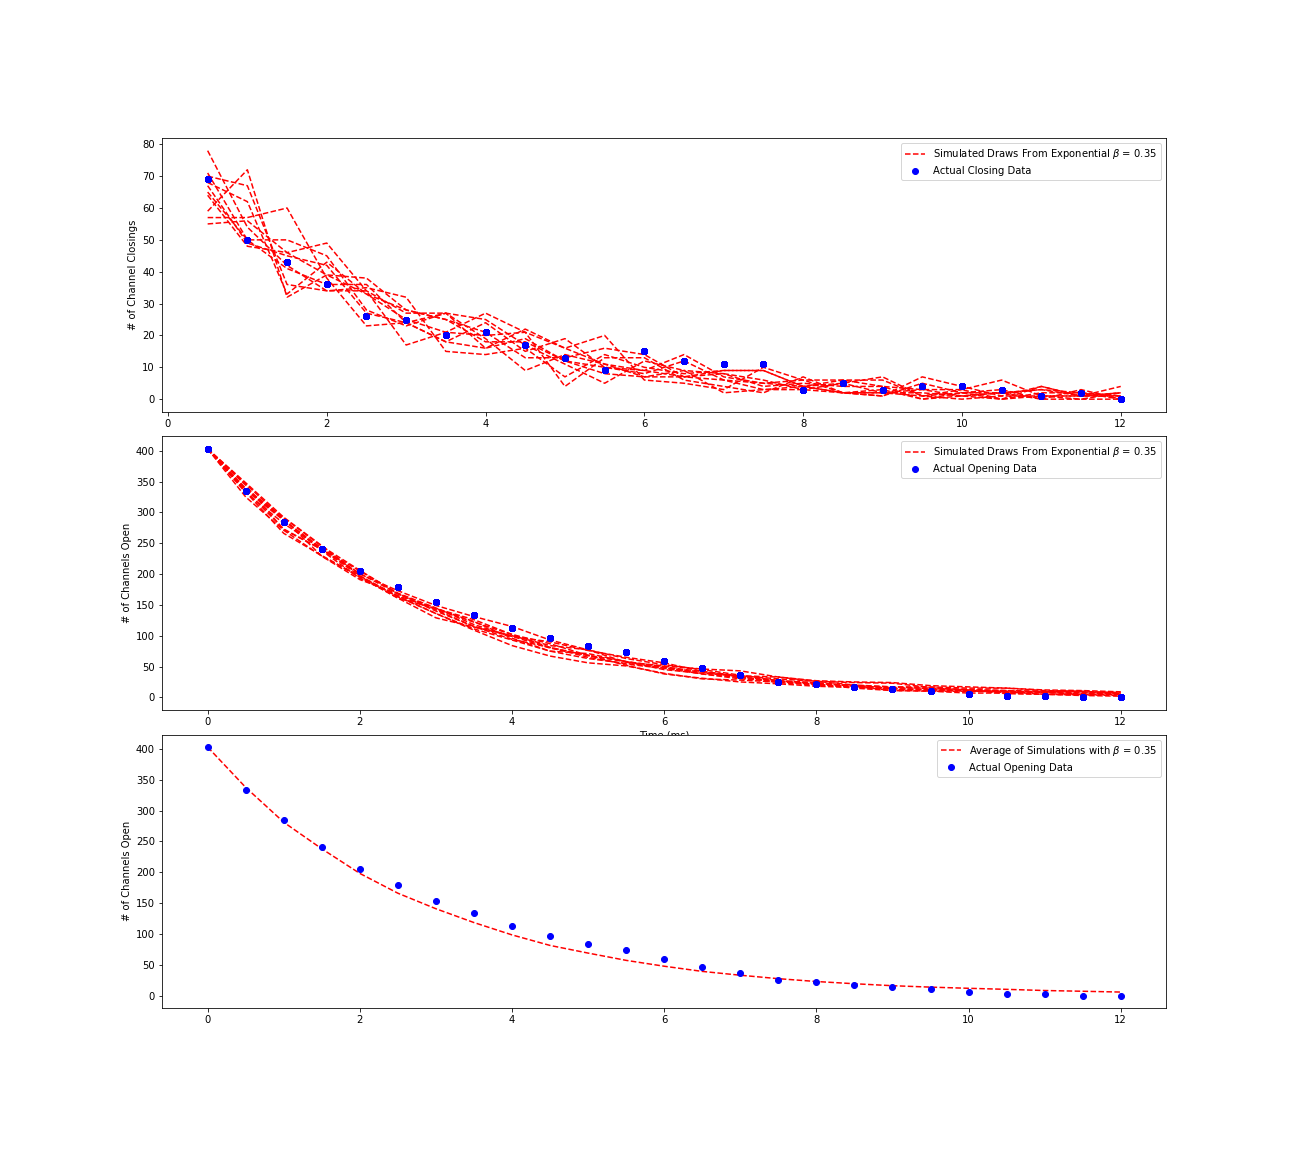 80
70
60
50
40
30
20
10
0
# of Channel Closings
Simulated Draws From Exponential β = 0.35
Actual Closing Data
0 2 4 6 8 10 12
400
350
300
250
200
150
100
50
0
# of Channels Open
Simulated Draws From Exponential β = 0.35
Actual Opening Data
0 2 4 6 8 10 12
Time (ms)
400
350
300
250
200
150
100
50
0
# of Channels Open
Average of Simulations with β = 0.35
Actual Opening Data
0 2 4 6 8 10 12